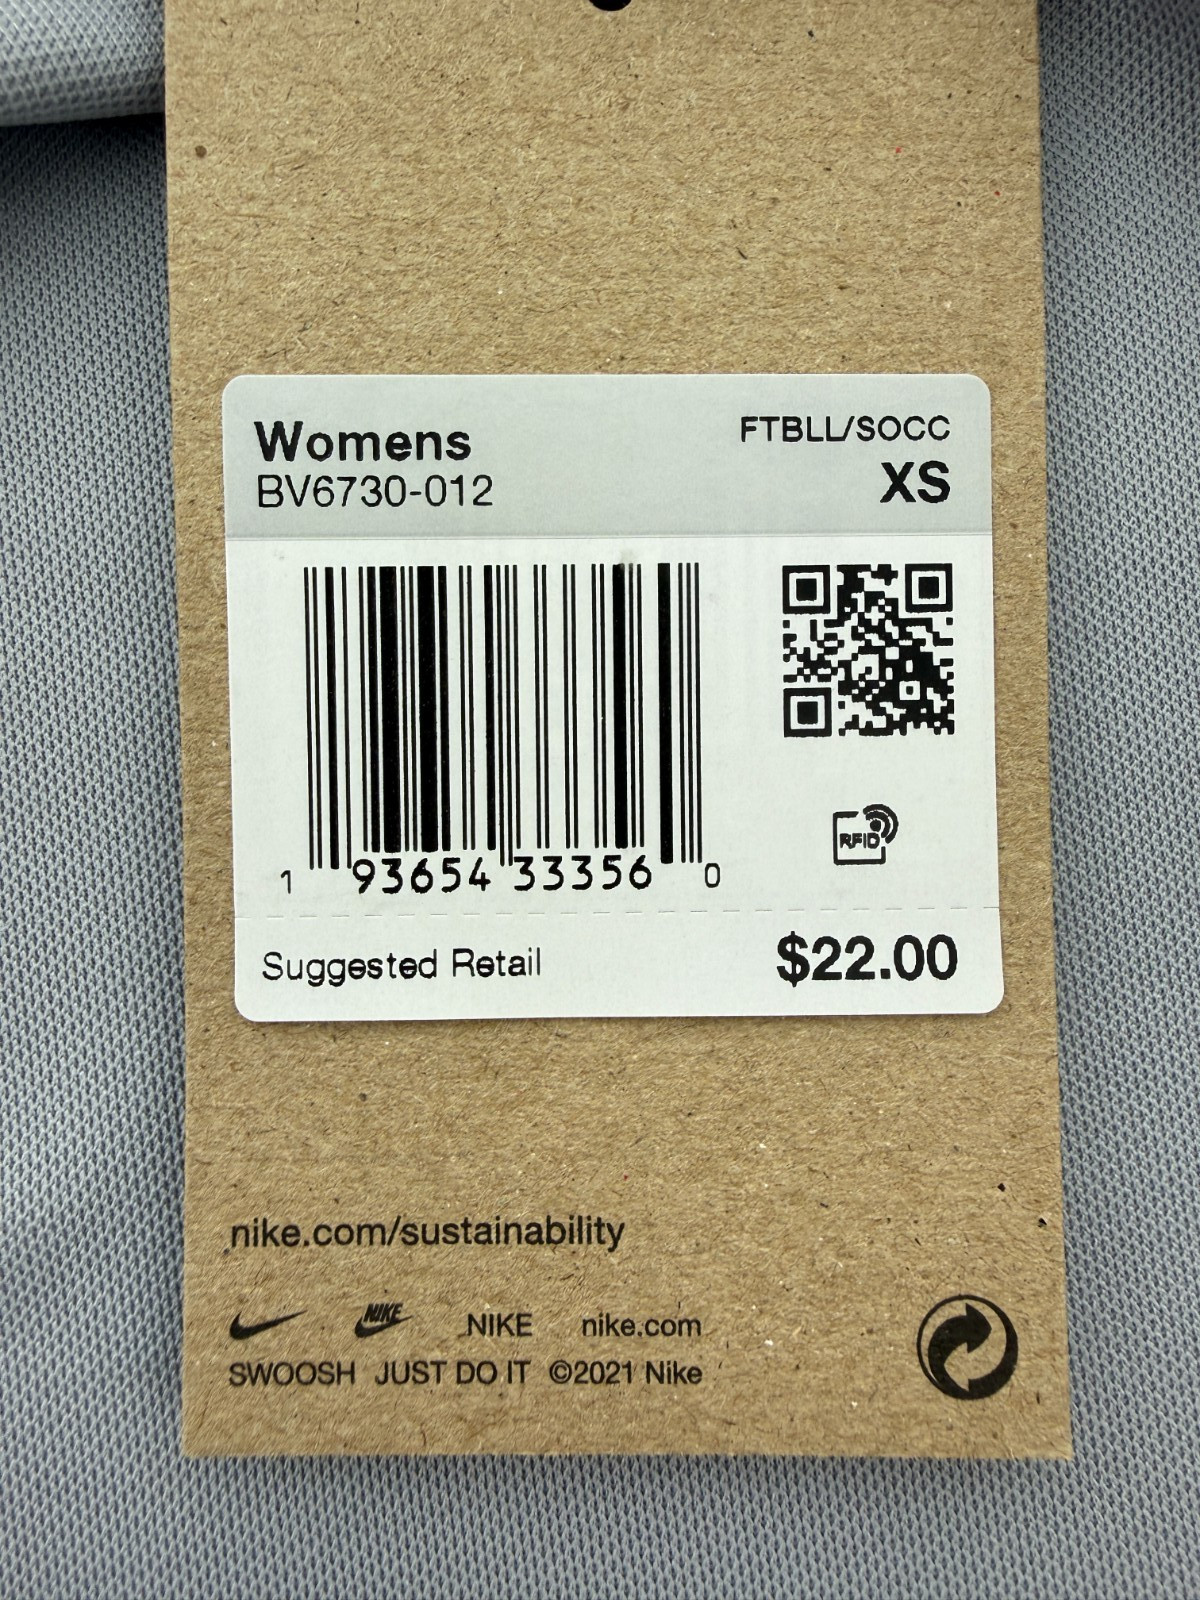 Womens
FTBLL/SOCC
BV6730-012
XS
1 93654 33356 0
RFID
Suggested Retail
$22.00
nike.com/sustainability
NIKE NIKE nike.com
SWOOSH JUST DO IT ©2021 Nike